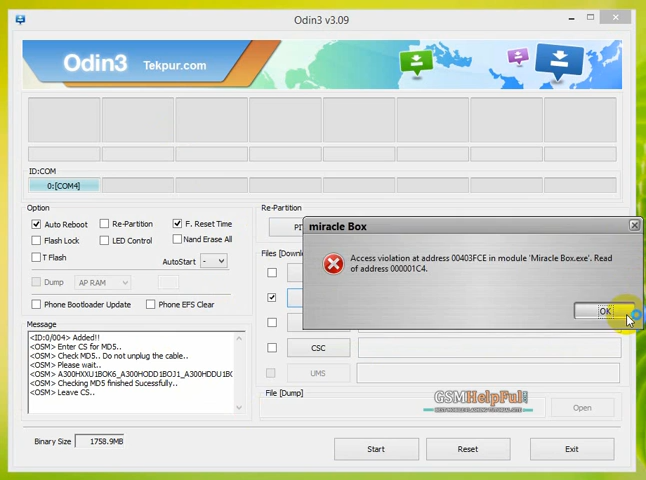 Odin3 v3.09
Odin3 Tekpur.com
ID:COM
0:[COM4]
Option
Auto Reboot
Re-Partition
F. Reset Time
Flash Lock
LED Control
Nand Erase All
T Flash
AutoStart :
-
Dump
AP RAM
Phone Bootloader Update
Phone EFS Clear
Message
<ID:0/004> Added!!
<OSM> Enter CS for MD5..
<OSM> Check MD5.. Do not unplug the cable..
<OSM> Please wait..
<OSM> Checking MD5 finished Sucessfully..
<OSM> Leave CS..
Binary Size
1758.9MB
Re-Partition
Files [Downl
miracle Box
Access violation at address 00403FCE in module 'Miracle Box.exe'. Read
of address 000001C4.
OK
CSC
UMS
File [Dump]
GSMHelpFul
Open
Start
Reset
Exit